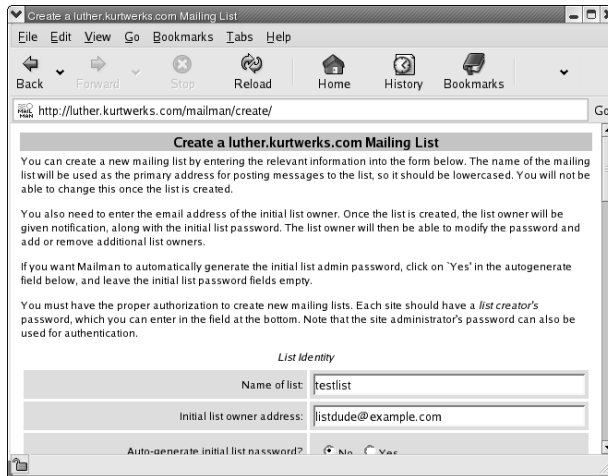 Create a luther.kurtwerks.com Mailing List
File Edit View Go Bookmarks Tabs Help
Back Forward Stop Reload Home History Bookmarks
http://luther.kurtwerks.com/mailman/create/ Go
Create a luther.kurtwerks.com Mailing List
You can create a new mailing list by entering the relevant information into the form below. The name of the mailing
list will be used as the primary address for posting messages to the list, so it should be lowercased. You will not be
able to change this once the list is created.
You also need to enter the email address of the initial list owner. Once the list is created, the list owner will be
given notification, along with the initial list password. The list owner will then be able to modify the password and
add or remove additional list owners.
If you want Mailman to automatically generate the initial list admin password, click on `Yes' in the autogenerate
field below, and leave the initial list password fields empty.
You must have the proper authorization to create new mailing lists. Each site should have a list creator's
password, which you can enter in the field at the bottom. Note that the site administrator's password can also be
used for authentication.
List Identity
Name of list: testlist
Initial list owner address: listdude@example.com
Auto-generate initial list password? No Yes